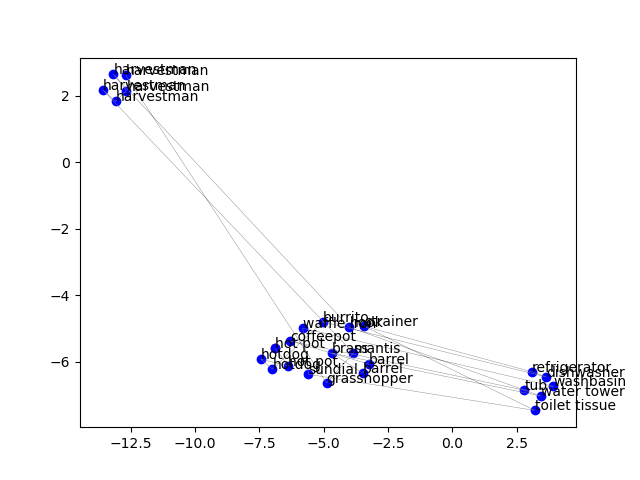 harvestman
harvestman
harvestman
harvestman
harvestman
burrito
strainer
waffle iron
coffeepot
hot pot
bra
mantis
hotdog
hot pot
barrel
hotdog
sundial
barrel
grasshopper
refrigerator
dishwasher
washbasin
tub
water tower
toilet tissue
2
0
−2
−4
−6
−12.5
−10.0
−7.5
−5.0
−2.5
0.0
2.5